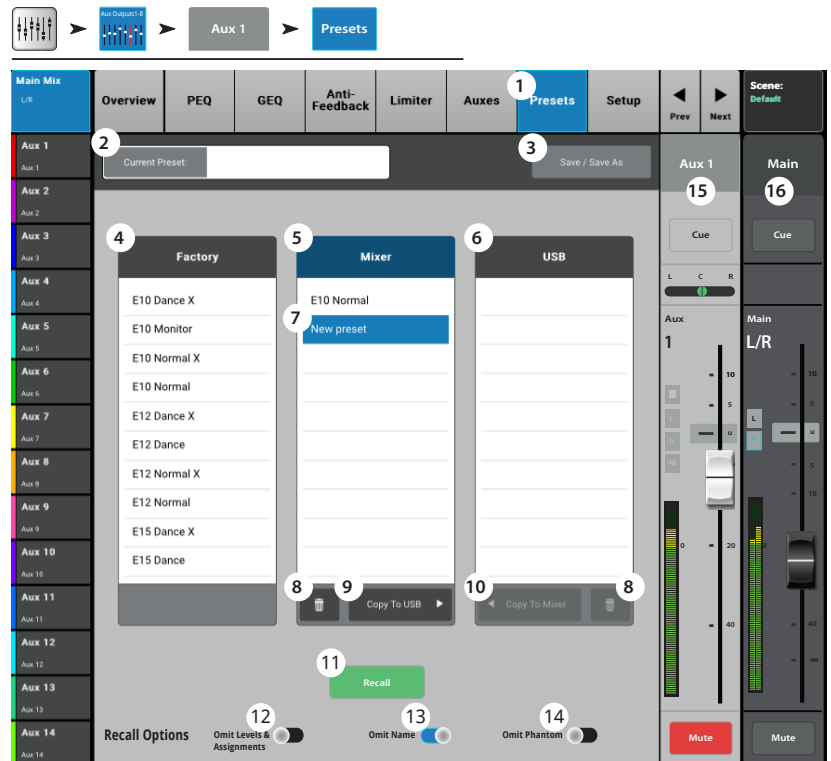 Aux Outputs1-8
Aux 1
Presets
Main Mix
L/R
Overview
PEQ
GEQ
Anti-
Feedback
Limiter
Auxes
1
Presets
Setup
Prev
Next
Scene:
Default
Aux 1
Aux 1
Aux 2
Aux 2
Aux 3
Aux 3
Aux 4
Aux 4
Aux 5
Aux 5
Aux 6
Aux 6
Aux 7
Aux 7
Aux 8
Aux 8
Aux 9
Aux 9
Aux 10
Aux 10
Aux 11
Aux 11
Aux 12
Aux 12
Aux 13
Aux 13
Aux 14
Aux 14
2
Current Preset:
3
Save / Save As
4
Factory
E10 Dance X
E10 Monitor
E10 Normal X
E10 Normal
E12 Dance X
E12 Dance
E12 Normal X
E12 Normal
E15 Dance X
E15 Dance
5
Mixer
E10 Normal
7
New preset
8
9
Copy To USB
6
USB
10
Copy To Mixer
8
11
Recall
Recall Options
12
Omit Levels &
Assignments
13
Omit Name
14
Omit Phantom
Aux 1
15
Cue
L C R
Aux
1
10
5
U
0
20
40
Mute
Main
16
Cue
Main
L/R
10
5
L
U
5
10
0
20
40
Mute